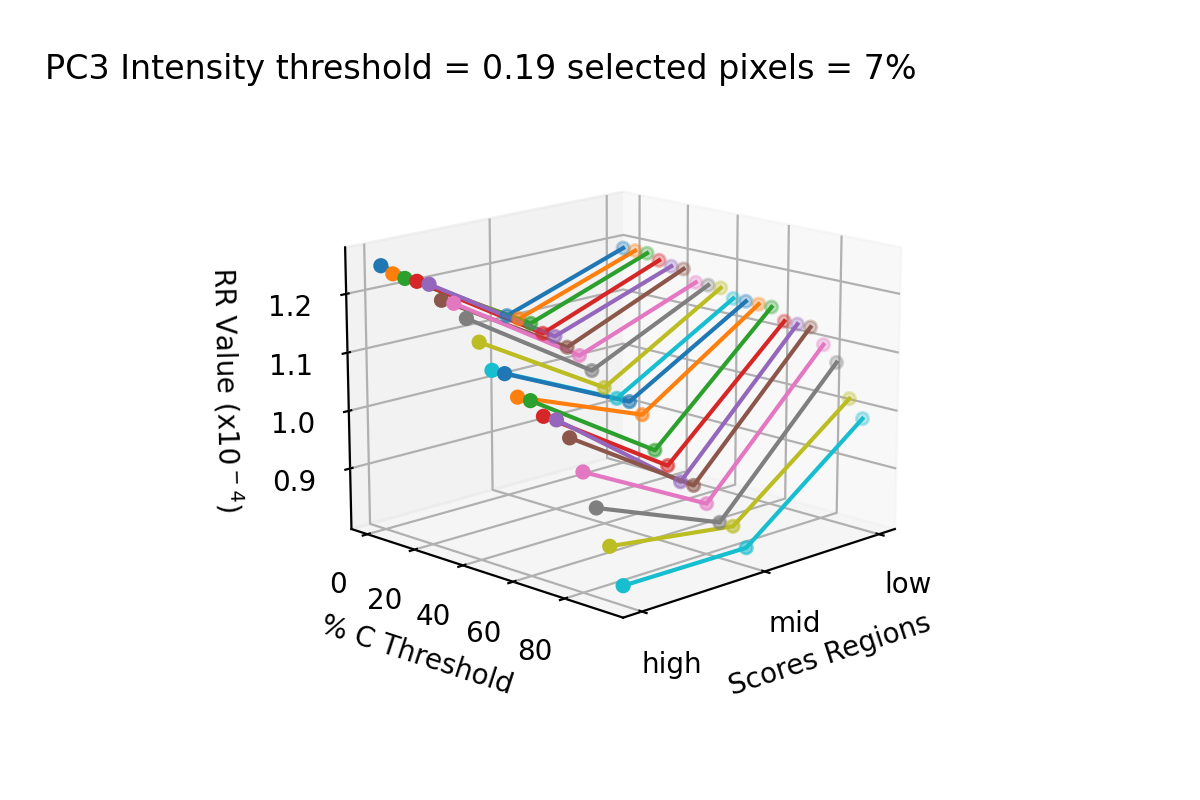 PC3 Intensity threshold = 0.19 selected pixels = 7%
RR Value (x10⁻⁴)
1.2
1.1
1.0
0.9
0
20
40
60
80
% C Threshold
high
mid
low
Scores Regions